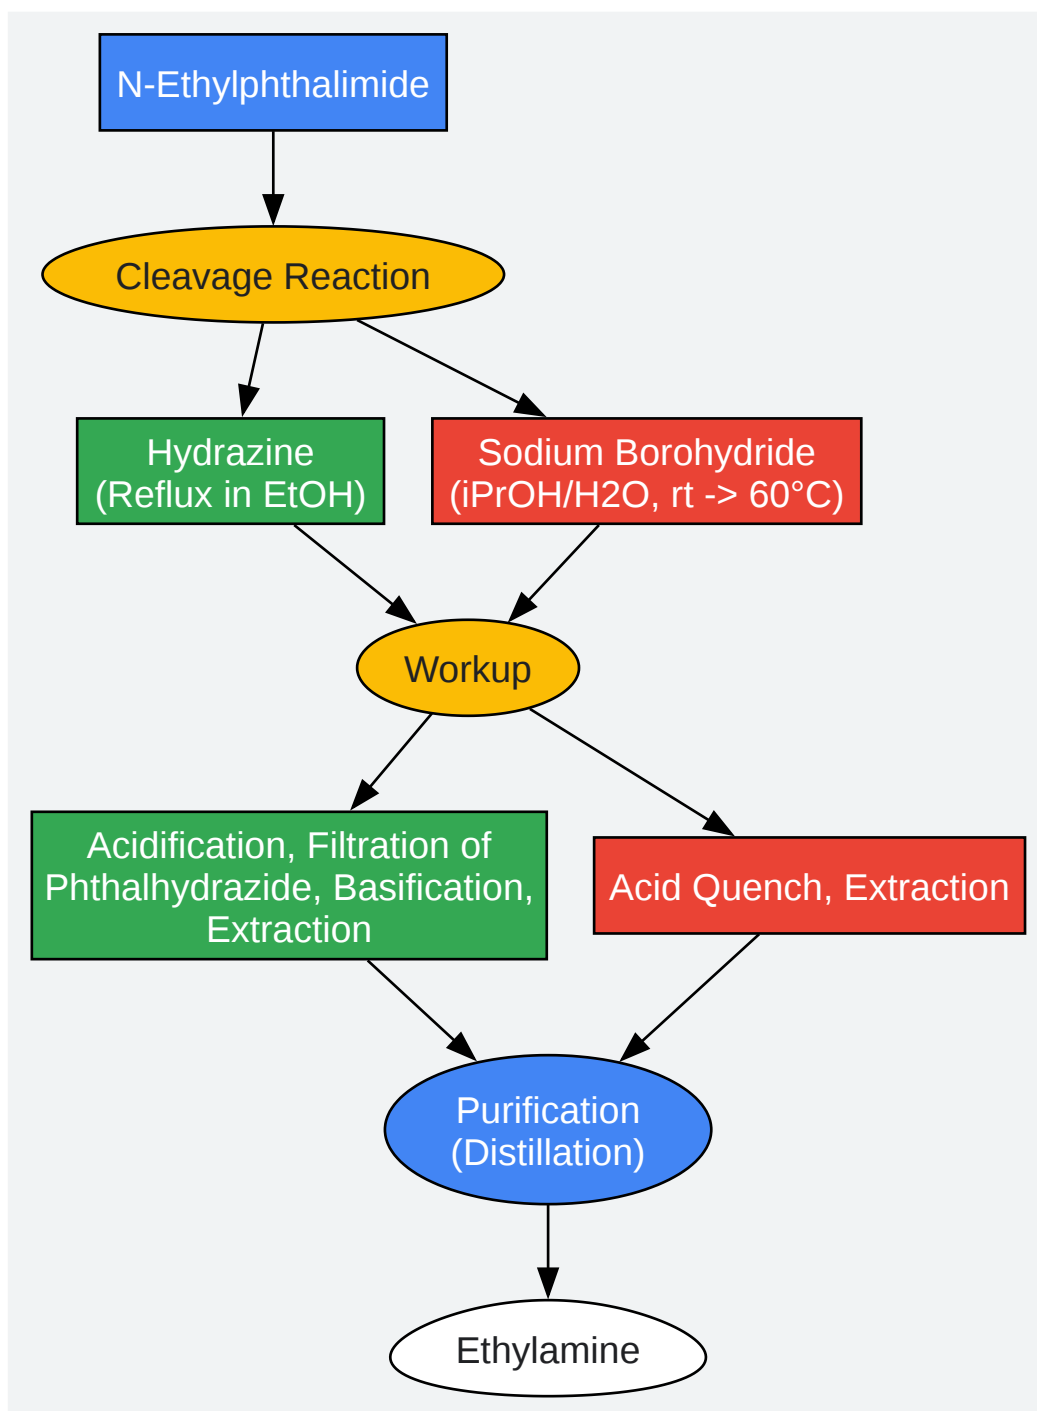 N-Ethylphthalimide
Cleavage Reaction
Hydrazine
(Reflux in EtOH)
Sodium Borohydride
(iPrOH/H2O, rt -> 60°C)
Workup
Acidification, Filtration of
Phthalhydrazide, Basification,
Extraction
Acid Quench, Extraction
Purification
(Distillation)
Ethylamine